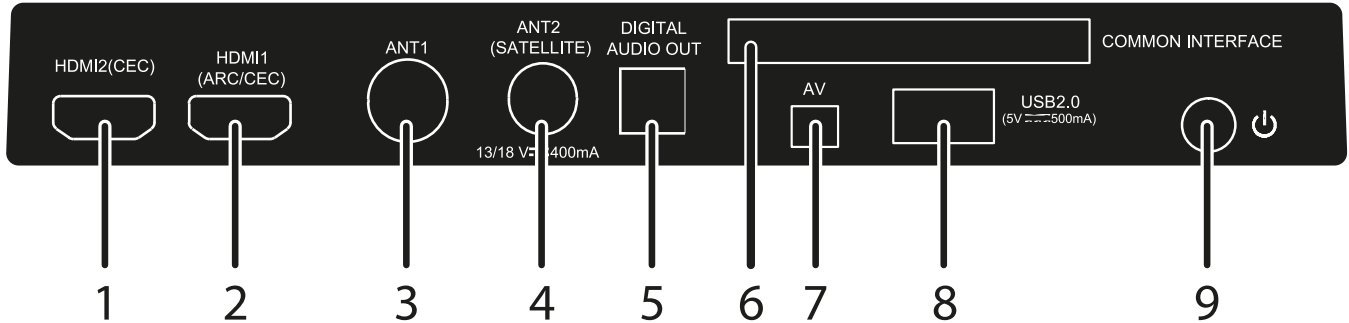 HDMI2(CEC)
HDMI1
(ARC/CEC)
ANT1
ANT2
(SATELLITE)
13/18 V⎓400mA
DIGITAL
AUDIO OUT
COMMON INTERFACE
AV
USB2.0
(5V⎓500mA)
1 2 3 4 5 6 7 8 9